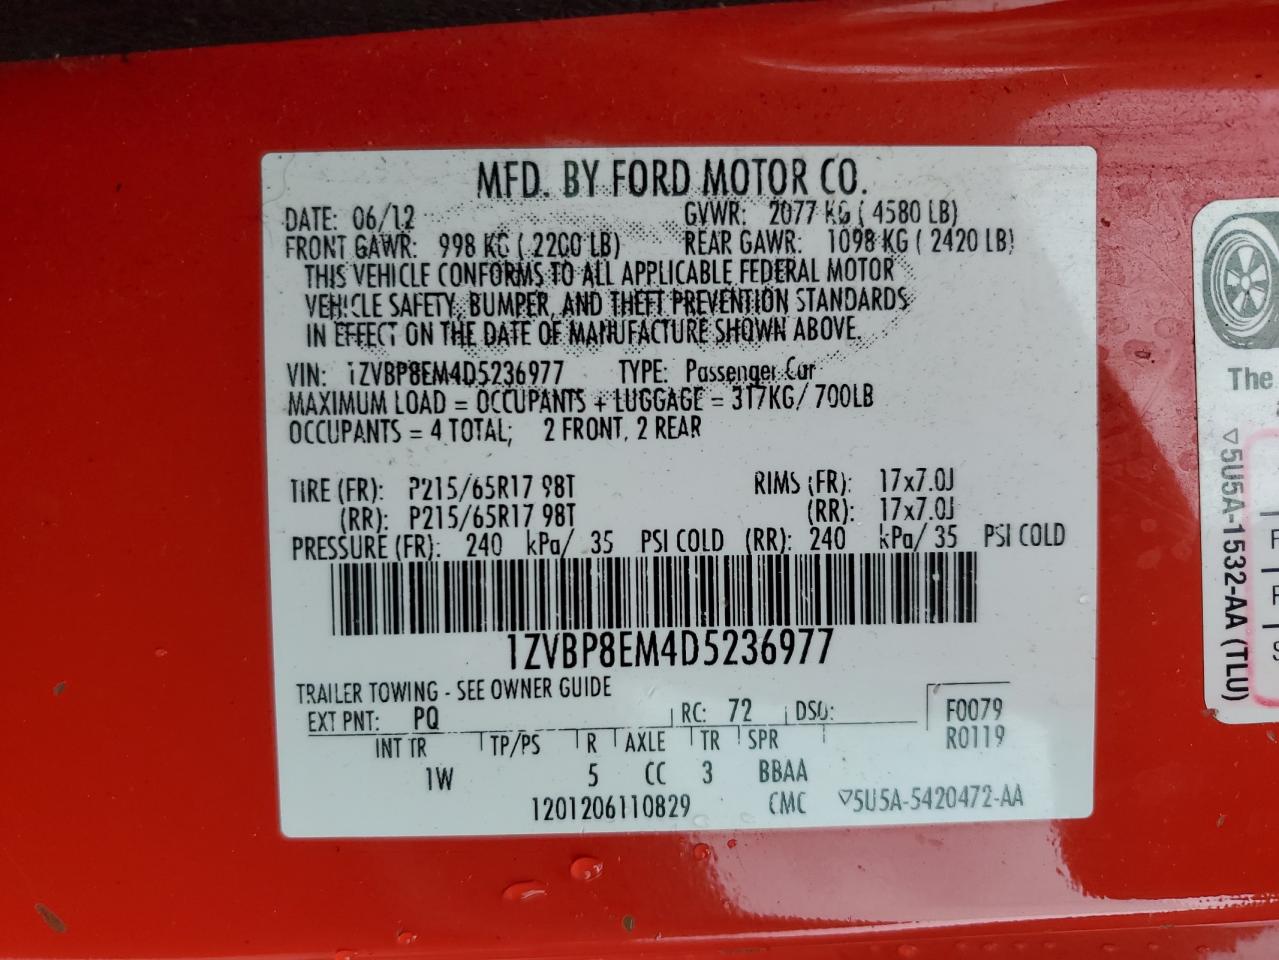 MFD. BY FORD MOTOR CO.
DATE: 06/12 GVWR: 2077 KG ( 4580 LB)
FRONT GAWR: 998 KG ( 2200 LB) REAR GAWR: 1098 KG ( 2420 LB)
THIS VEHICLE CONFORMS TO ALL APPLICABLE FEDERAL MOTOR
VEHICLE SAFETY, BUMPER, AND THEFT PREVENTION STANDARDS
IN EFFECT ON THE DATE OF MANUFACTURE SHOWN ABOVE.
VIN: 1ZVBP8EM4D5236977 TYPE: Passenger Car
MAXIMUM LOAD = OCCUPANTS + LUGGAGE = 317KG/ 700LB
OCCUPANTS = 4 TOTAL; 2 FRONT, 2 REAR
TIRE (FR): P215/65R17 98T RIMS (FR): 17x7.0J
(RR): P215/65R17 98T (RR): 17x7.0J
PRESSURE (FR): 240 kPa/ 35 PSI COLD (RR): 240 kPa/ 35 PSI COLD
1ZVBP8EM4D5236977
TRAILER TOWING - SEE OWNER GUIDE
EXT PNT: PQ RC: 72 DSO: F0079
INT TR TP/PS R AXLE TR SPR R0119
1W 5 CC 3 BBAA
1201206110829 CMC ▽5U5A-5420472-AA
The
▽5U5A-1532-AA (TLU)